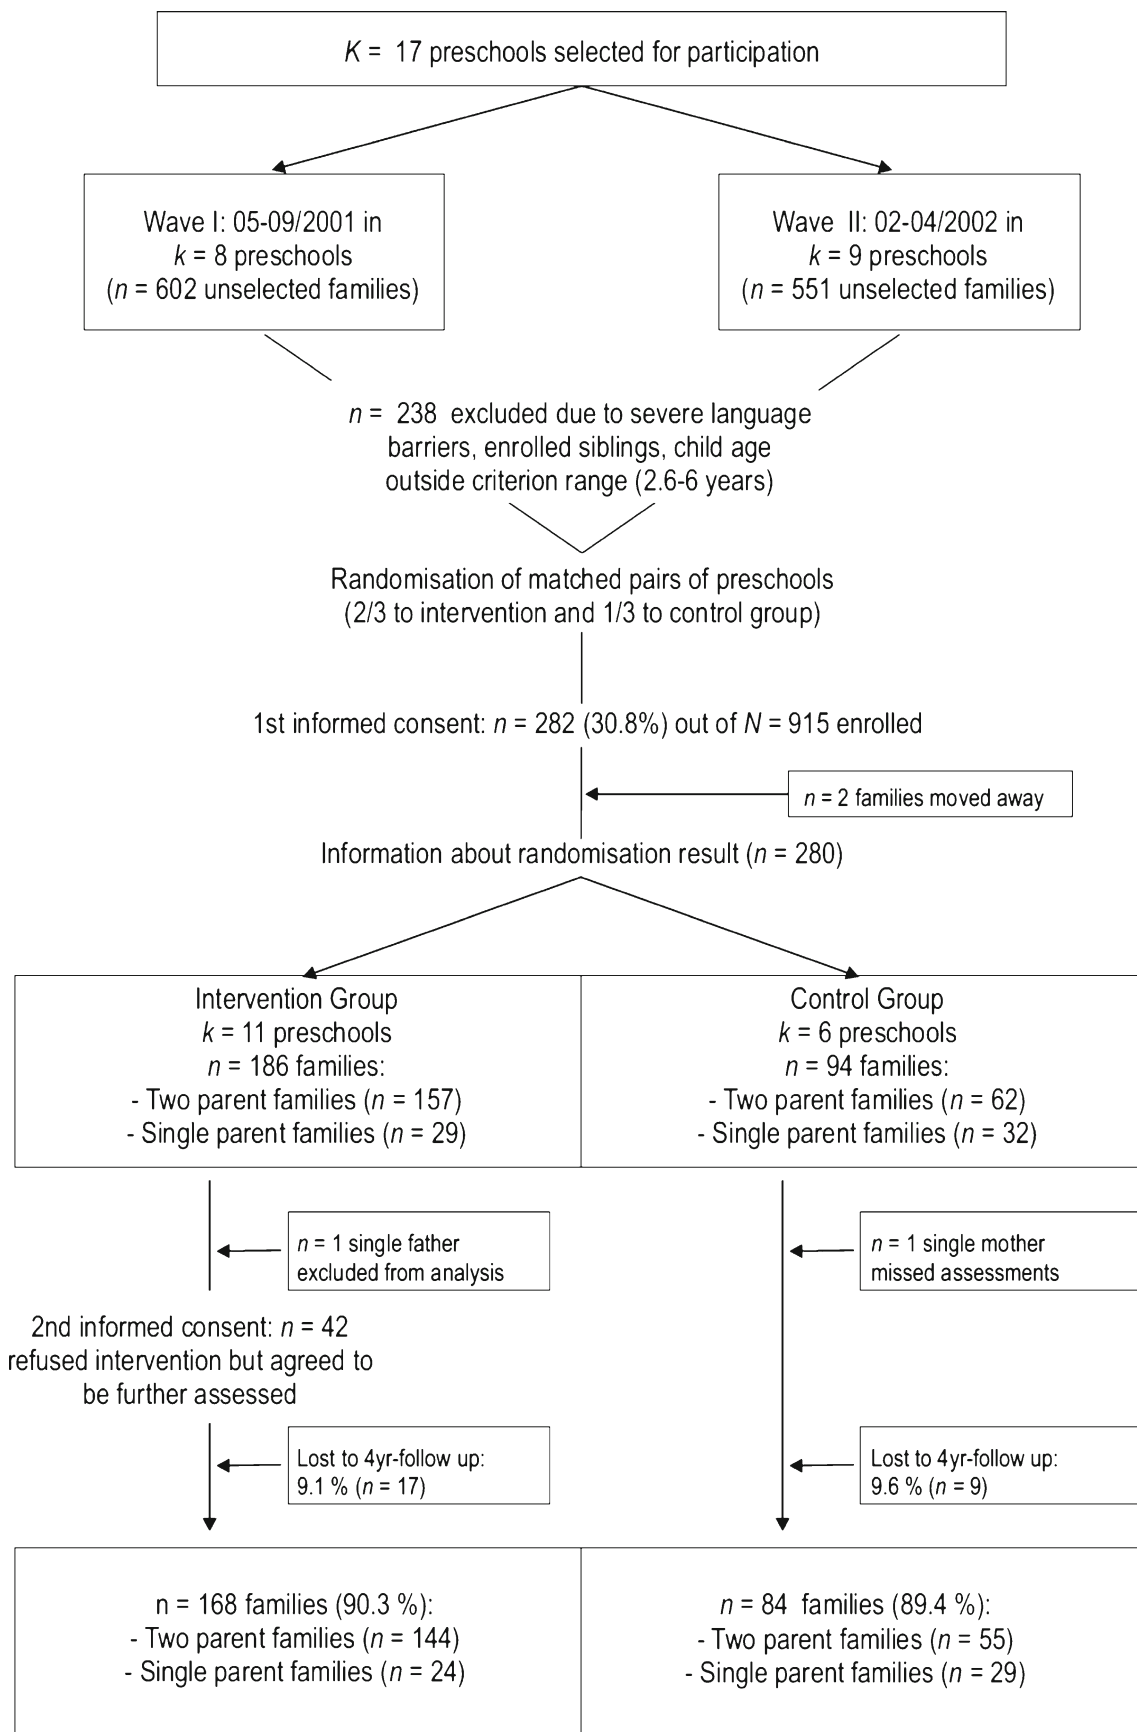 K = 17 preschools selected for participation
Wave I: 05-09/2001 in
k = 8 preschools
(n = 602 unselected families)
Wave II: 02-04/2002 in
k = 9 preschools
(n = 551 unselected families)
n = 238 excluded due to severe language
barriers, enrolled siblings, child age
outside criterion range (2.6-6 years)
Randomisation of matched pairs of preschools
(2/3 to intervention and 1/3 to control group)
1st informed consent: n = 282 (30.8%) out of N = 915 enrolled
n = 2 families moved away
Information about randomisation result (n = 280)
Intervention Group
k = 11 preschools
n = 186 families:
- Two parent families (n = 157)
- Single parent families (n = 29)
Control Group
k = 6 preschools
n = 94 families:
- Two parent families (n = 62)
- Single parent families (n = 32)
n = 1 single father
excluded from analysis
n = 1 single mother
missed assessments
2nd informed consent: n = 42
refused intervention but agreed to
be further assessed
Lost to 4yr-follow up:
9.1 % (n = 17)
Lost to 4yr-follow up:
9.6 % (n = 9)
n = 168 families (90.3 %):
- Two parent families (n = 144)
- Single parent families (n = 24)
n = 84 families (89.4 %):
- Two parent families (n = 55)
- Single parent families (n = 29)